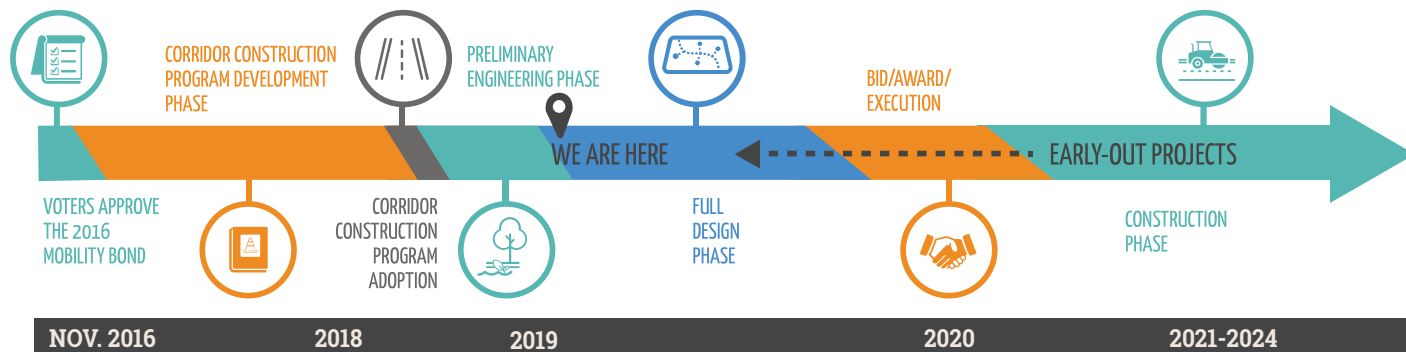 CORRIDOR CONSTRUCTION
PROGRAM DEVELOPMENT
PHASE
PRELIMINARY
ENGINEERING PHASE
BID/AWARD/
EXECUTION
WE ARE HERE
EARLY-OUT PROJECTS
VOTERS APPROVE
THE 2016
MOBILITY BOND
CORRIDOR
CONSTRUCTION
PROGRAM
ADOPTION
FULL
DESIGN
PHASE
CONSTRUCTION
PHASE
NOV. 2016
2018
2019
2020
2021-2024